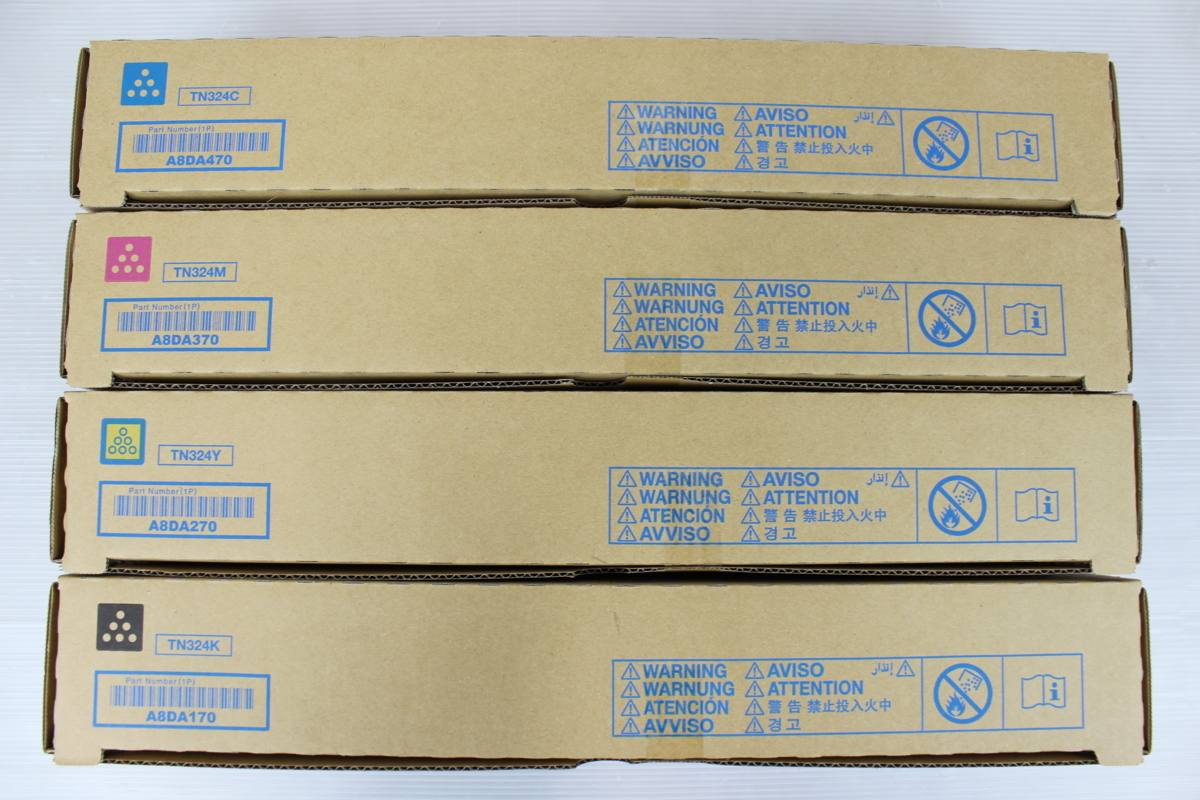 TN324C
Part Number(1P)
A8DA470
WARNING AVISO إنذار
WARNUNG ATTENTION
ATENCIÓN 警告 禁止投入火中
AVVISO 경고
TN324M
Part Number(1P)
A8DA370
WARNING AVISO إنذار
WARNUNG ATTENTION
ATENCIÓN 警告 禁止投入火中
AVVISO 경고
TN324Y
Part Number(1P)
A8DA270
WARNING AVISO إنذار
WARNUNG ATTENTION
ATENCIÓN 警告 禁止投入火中
AVVISO 경고
TN324K
Part Number(1P)
A8DA170
WARNING AVISO إنذار
WARNUNG ATTENTION
ATENCIÓN 警告 禁止投入火中
AVVISO 경고